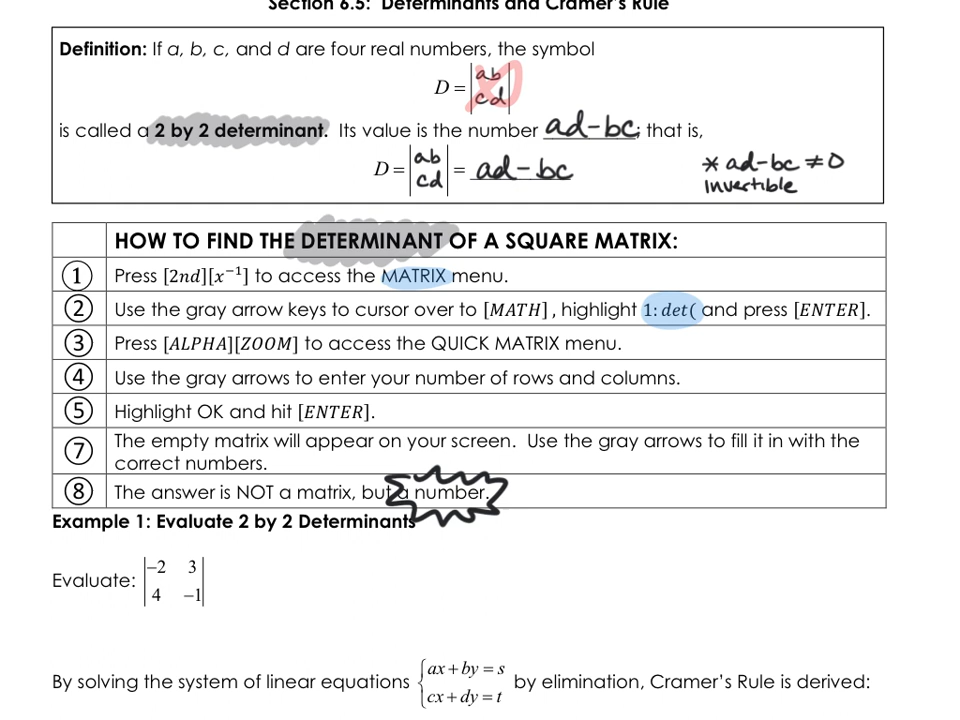 Section 6.5: Determinants and Cramer's Rule
Definition: If a, b, c, and d are four real numbers, the symbol
D = |a b|
|c d|
is called a 2 by 2 determinant. Its value is the number ad-bc; that is,
D = |a b| = ad-bc
|c d|
* ad-bc ≠ 0
invertible
HOW TO FIND THE DETERMINANT OF A SQUARE MATRIX:
① Press [2nd][x⁻¹] to access the MATRIX menu.
② Use the gray arrow keys to cursor over to [MATH], highlight 1: det( and press [ENTER].
③ Press [ALPHA][ZOOM] to access the QUICK MATRIX menu.
④ Use the gray arrows to enter your number of rows and columns.
⑤ Highlight OK and hit [ENTER].
⑦ The empty matrix will appear on your screen. Use the gray arrows to fill it in with the
correct numbers.
⑧ The answer is NOT a matrix, but a number.
Example 1: Evaluate 2 by 2 Determinants
Evaluate: |-2 3|
|4 -1|
By solving the system of linear equations {ax + by = s by elimination, Cramer's Rule is derived:
{cx + dy = t